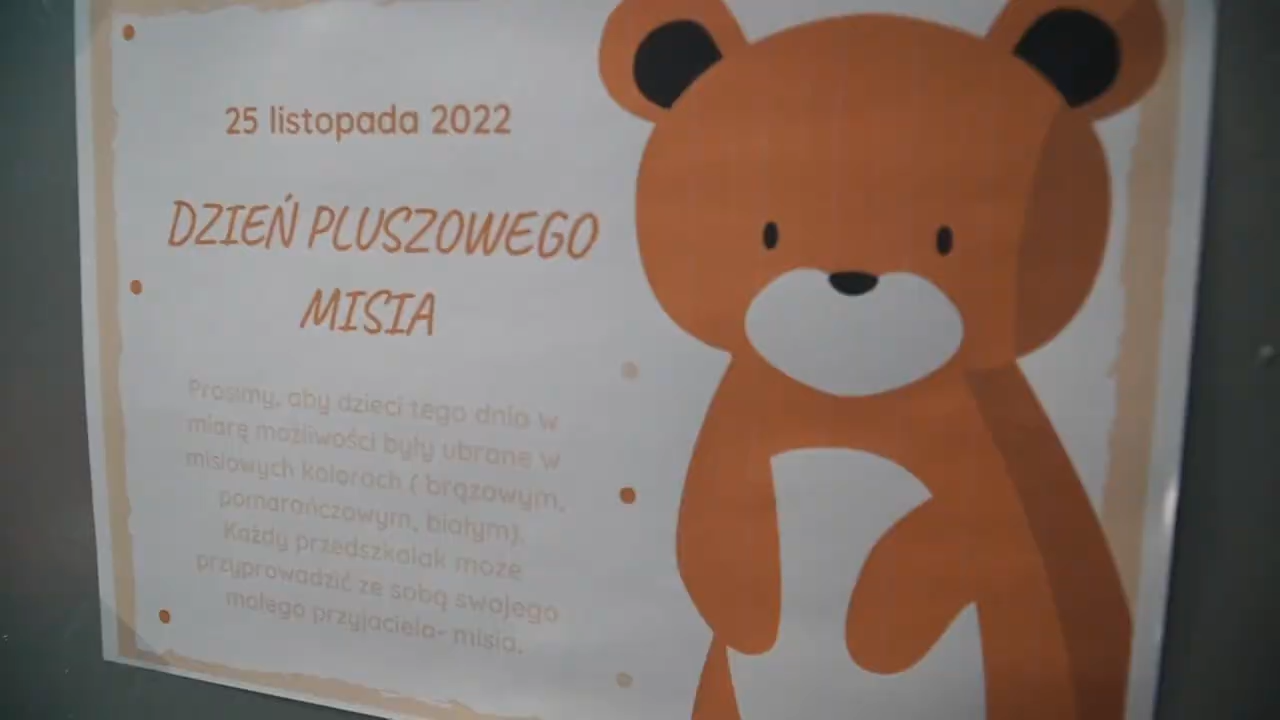 25 listopada 2022
DZIEŃ PLUSZOWEGO
MISIA
Prosimy, aby dzieci tego dnia w
miarę możliwości były ubrane w
misiowych kolorach ( brązowym,
pomarańczowym, białym).
Każdy przedszkolak może
przyprowadzić ze sobą swojego
małego przyjaciela- misia.